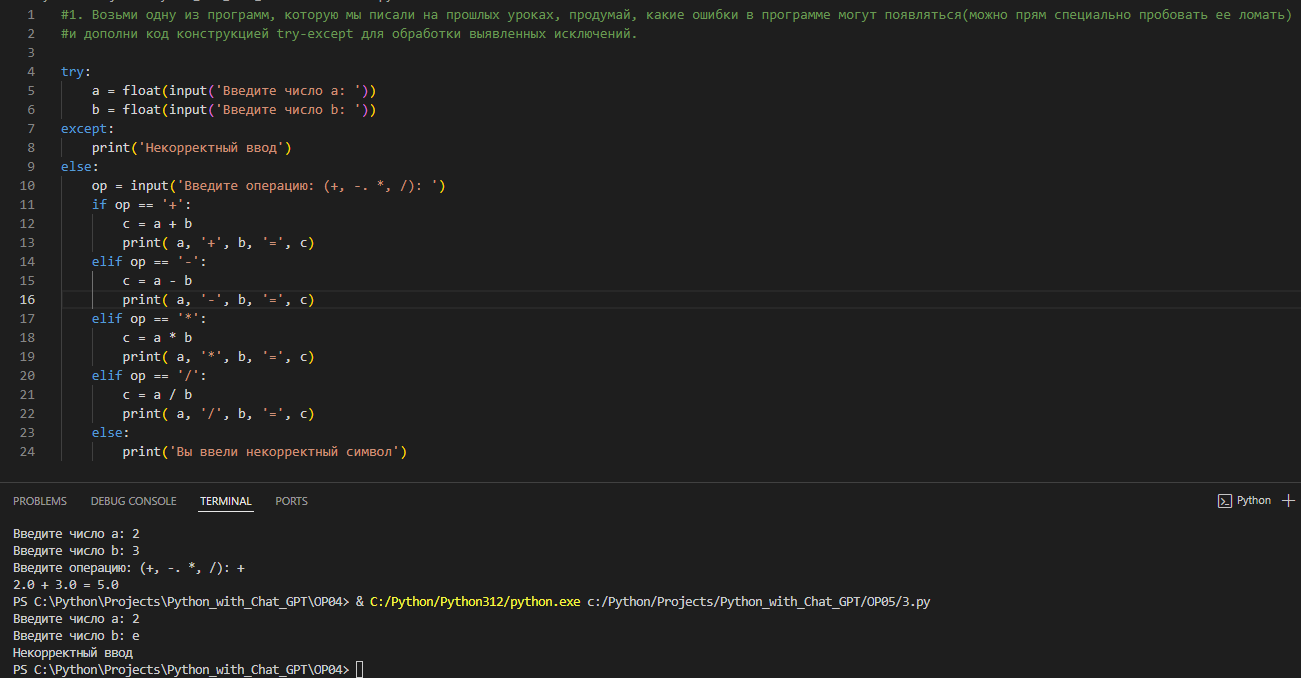 1 #1. Возьми одну из программ, которую мы писали на прошлых уроках, продумай, какие ошибки в программе могут появляться(можно прям специально пробовать ее ломать)
2 #и дополни код конструкцией try-except для обработки выявленных исключений.
3
4 try:
5     a = float(input('Введите число a: '))
6     b = float(input('Введите число b: '))
7 except:
8     print('Некорректный ввод')
9 else:
10     op = input('Введите операцию: (+, -. *, /): ')
11     if op == '+':
12         c = a + b
13         print( a, '+', b, '=', c)
14     elif op == '-':
15         c = a - b
16         print( a, '-', b, '=', c)
17     elif op == '*':
18         c = a * b
19         print( a, '*', b, '=', c)
20     elif op == '/':
21         c = a / b
22         print( a, '/', b, '=', c)
23     else:
24         print('Вы ввели некорректный символ')
PROBLEMS DEBUG CONSOLE TERMINAL PORTS Python
Введите число a: 2
Введите число b: 3
Введите операцию: (+, -. *, /): +
2.0 + 3.0 = 5.0
PS C:\Python\Projects\Python_with_Chat_GPT\OP04> & C:/Python/Python312/python.exe c:/Python/Projects/Python_with_Chat_GPT/OP05/3.py
Введите число a: 2
Введите число b: e
Некорректный ввод
PS C:\Python\Projects\Python_with_Chat_GPT\OP04>